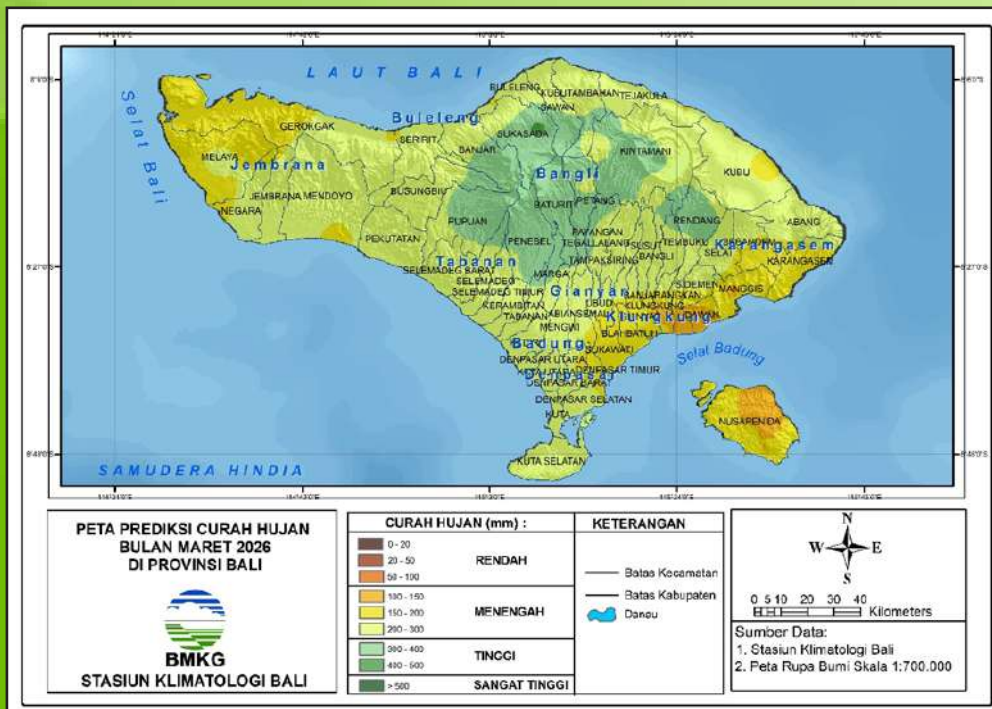 LAUT BALI
Selat Bali
BULELENG
KUBUTAMBAHAN
TEJAKULA
SAWAN
Buleleng
GEROKGAK
SERIRIT
SUKASADA
BANJAR
KINTAMANI
MELAYA
Jembrana
Bangli
KUBU
JEMBRANA
MENDOYO
BUSUNGBIU
BATURITI
PETANG
NEGARA
PUPUAN
RENDANG
ABANG
PEKUTATAN
PENEBEL
PAYANGAN
TEGALLALANG
SUSUT
TEMBUKU
Karangasem
SELAT
Tabanan
TAMPAKSIRING
BANGLI
KARANGASEM
SELEMADEG BARAT
MARGA
SELEMADEG
SIDEMEN
MANGGIS
SELEMADEG TIMUR
Gianyar
BANJARANGKAN
KERAMBITAN
UBUD
KLUNGKUNG
TABANAN
Klungkung
MENGWI
BLAHBATUH
Badung
SUKAWATI
Selat Badung
DENPASAR UTARA
Denpasar
DENPASAR TIMUR
DENPASAR BARAT
DENPASAR SELATAN
KUTA
NUSAPENIDA
KUTA SELATAN
SAMUDERA HINDIA
PETA PREDIKSI CURAH HUJAN
BULAN MARET 2026
DI PROVINSI BALI
BMKG
STASIUN KLIMATOLOGI BALI
CURAH HUJAN (mm) :
0 - 20
20 - 50
RENDAH
50 - 100
100 - 150
150 - 200
MENENGAH
200 - 300
300 - 400
TINGGI
400 - 500
> 500
SANGAT TINGGI
KETERANGAN
Batas Kecamatan
Batas Kabupaten
Danau
N
W E
S
0 5 10 20 30 40
Kilometers
Sumber Data:
1. Stasiun Klimatologi Bali
2. Peta Rupa Bumi Skala 1:700.000